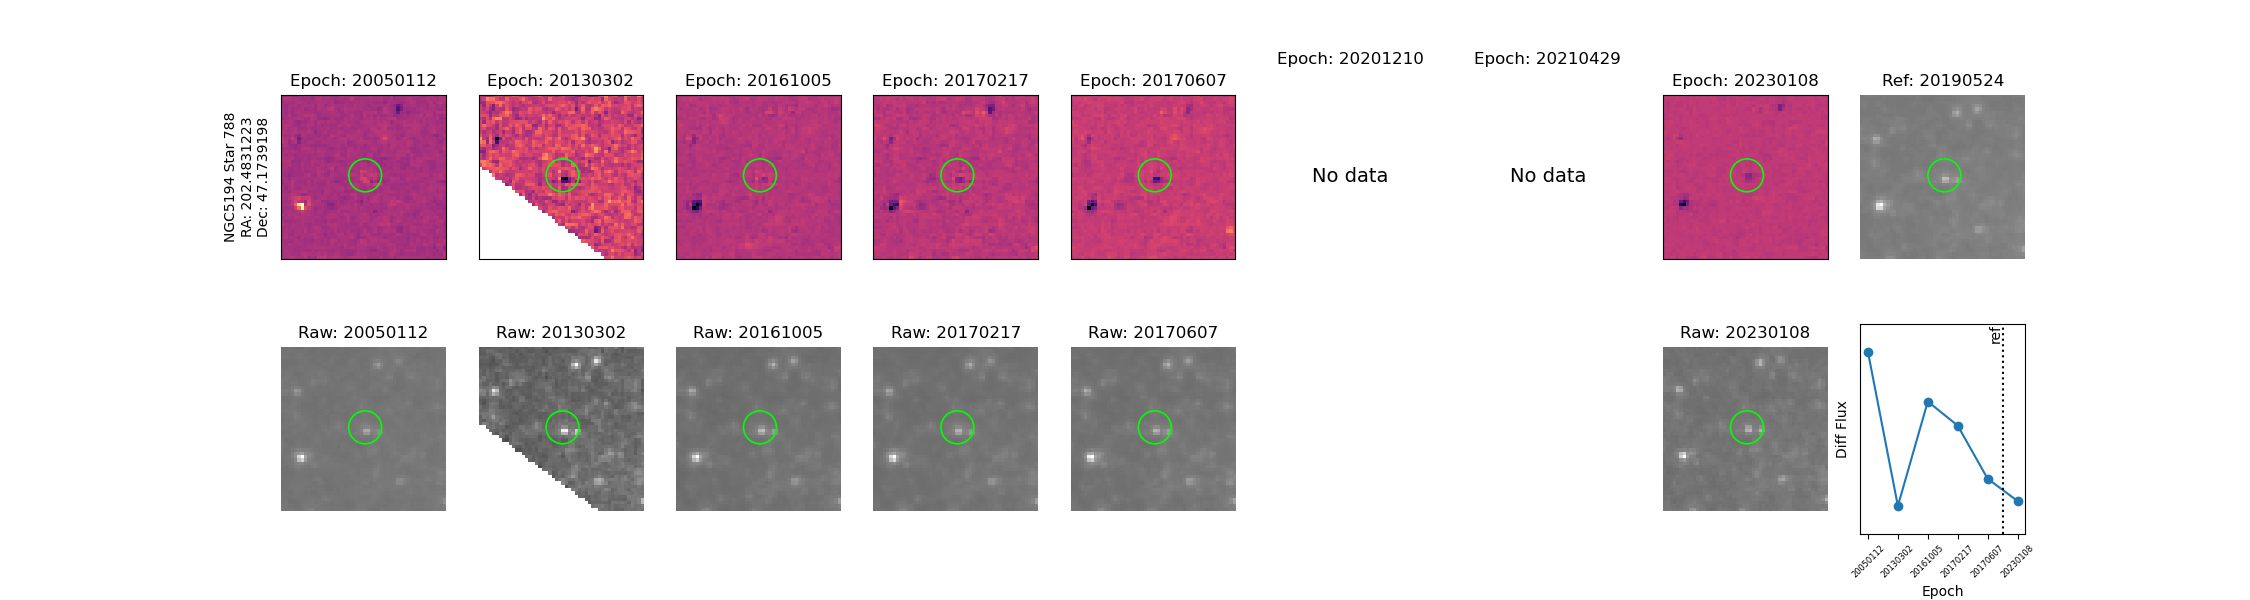 Epoch: 20050112
Epoch: 20130302
Epoch: 20161005
Epoch: 20170217
Epoch: 20170607
Epoch: 20201210
Epoch: 20210429
Epoch: 20230108
Ref: 20190524
NGC5194 Star 788
RA: 202.4831223
Dec: 47.1739198
No data
No data
Raw: 20050112
Raw: 20130302
Raw: 20161005
Raw: 20170217
Raw: 20170607
Raw: 20230108
ref
Diff Flux
20050112
20130302
20161005
20170217
20170607
20230108
Epoch